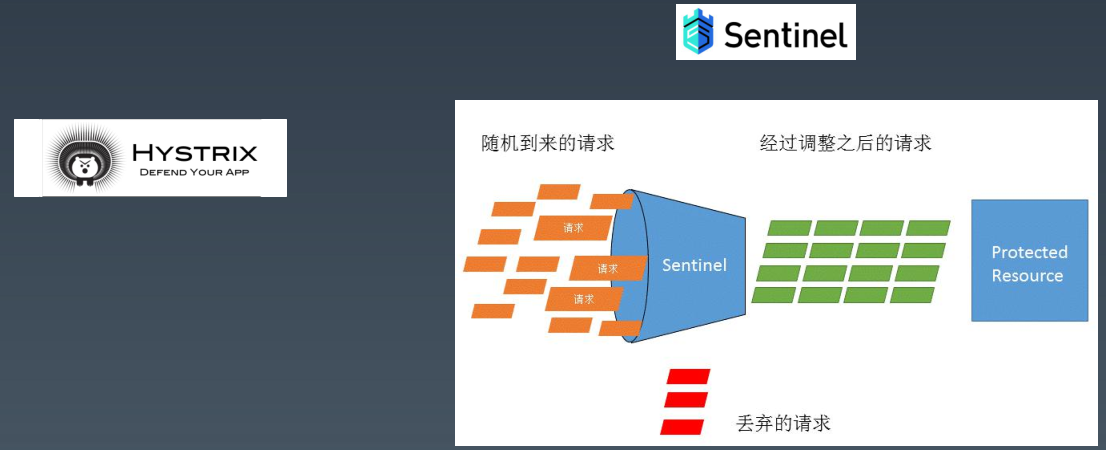 Sentinel
HYSTRIX
DEFEND YOUR APP
随机到来的请求
经过调整之后的请求
请求
请求
请求
Sentinel
Protected
Resource
丢弃的请求